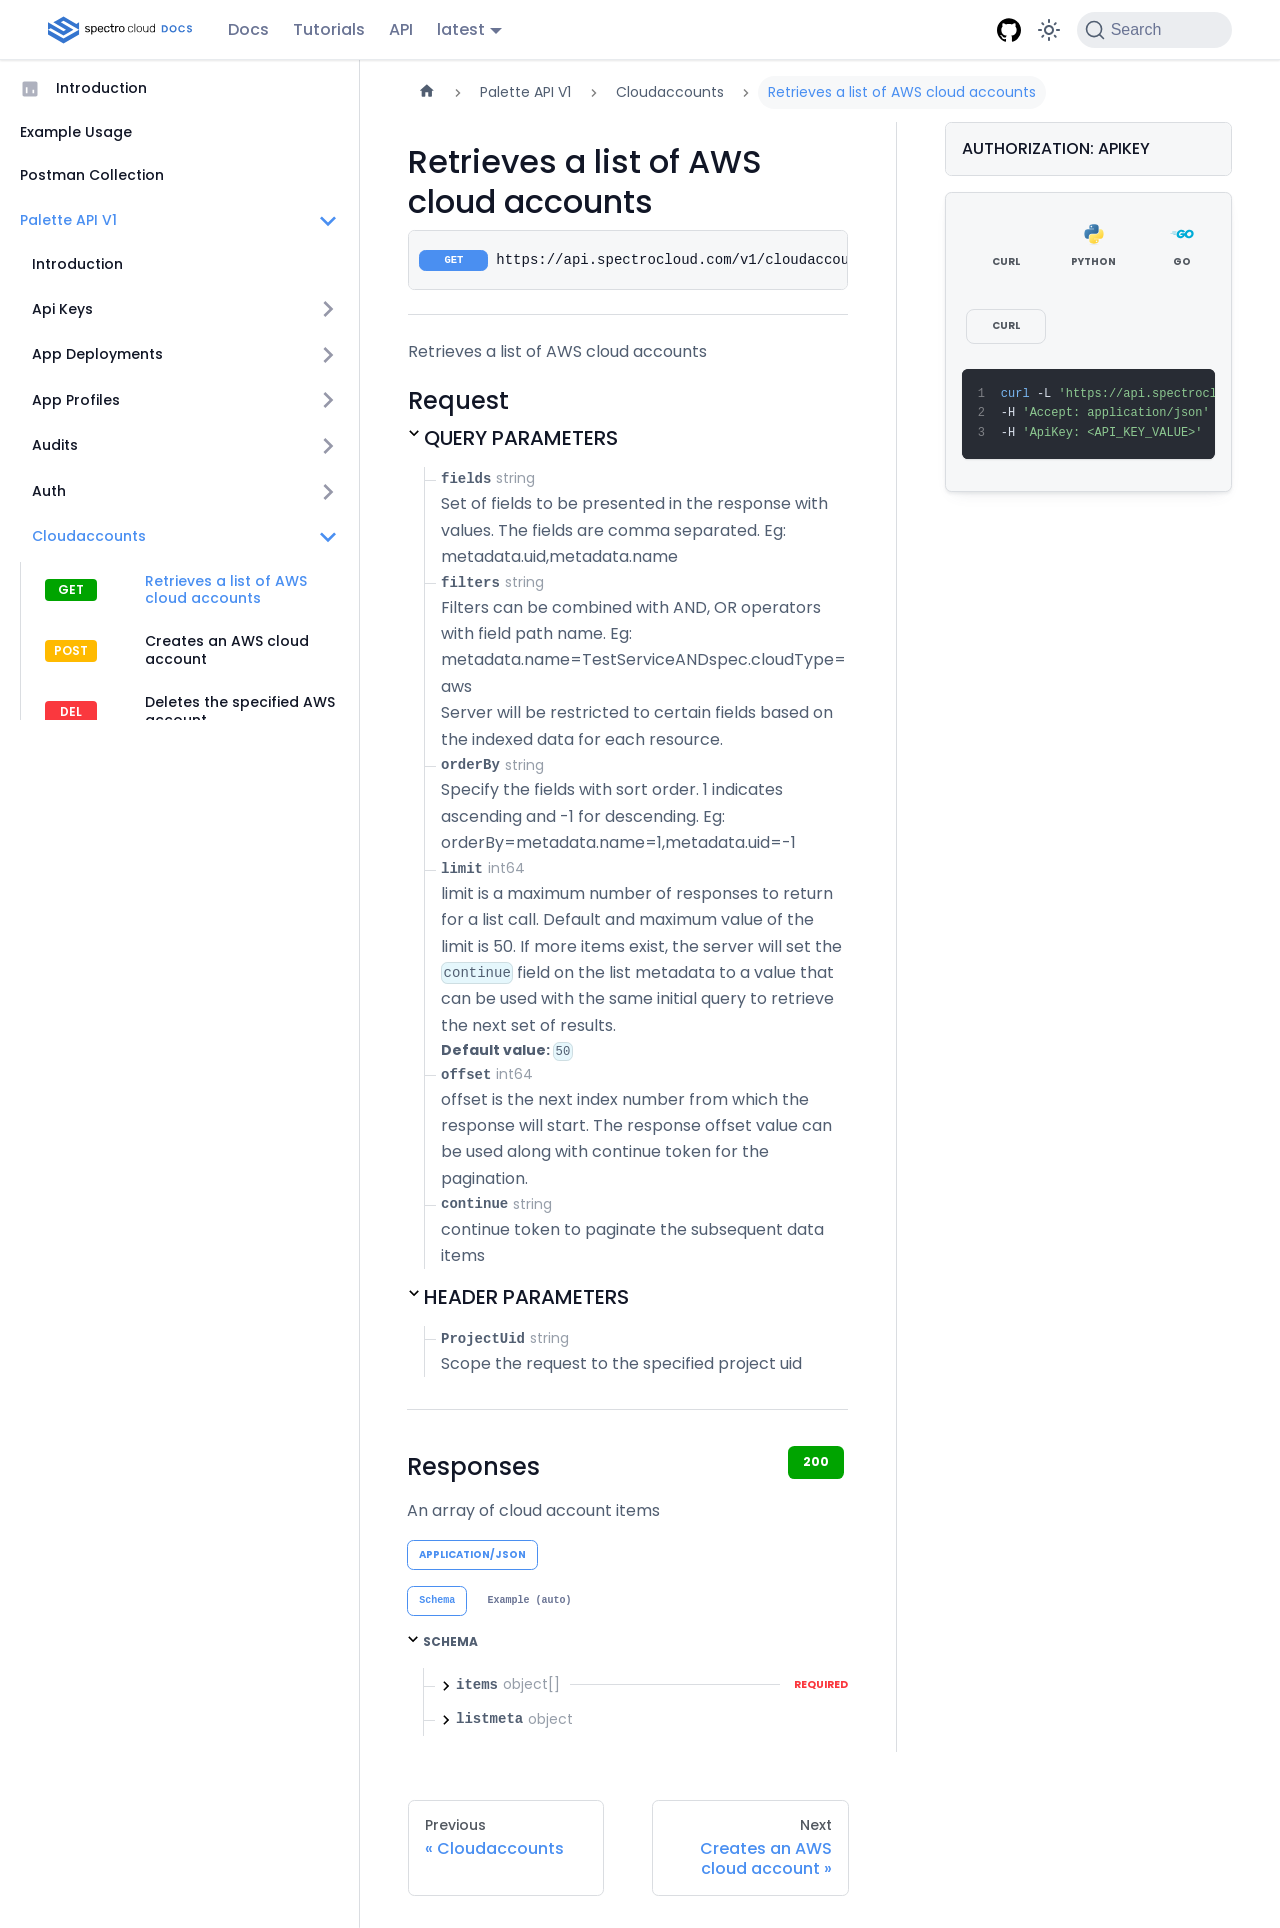 spectro cloud DOCS
Docs
Tutorials
API
latest
Search
Introduction
Example Usage
Postman Collection
Palette API V1
Introduction
Api Keys
App Deployments
App Profiles
Audits
Auth
Cloudaccounts
GET
Retrieves a list of AWS
cloud accounts
POST
Creates an AWS cloud
account
DEL
Deletes the specified AWS
account
Palette API V1
Cloudaccounts
Retrieves a list of AWS cloud accounts
Retrieves a list of AWS
cloud accounts
GET https://api.spectrocloud.com/v1/cloudaccou
Retrieves a list of AWS cloud accounts
Request
QUERY PARAMETERS
fields string
Set of fields to be presented in the response with
values. The fields are comma separated. Eg:
metadata.uid,metadata.name
filters string
Filters can be combined with AND, OR operators
with field path name. Eg:
metadata.name=TestServiceANDspec.cloudType=
aws
Server will be restricted to certain fields based on
the indexed data for each resource.
orderBy string
Specify the fields with sort order. 1 indicates
ascending and -1 for descending. Eg:
orderBy=metadata.name=1,metadata.uid=-1
limit int64
limit is a maximum number of responses to return
for a list call. Default and maximum value of the
limit is 50. If more items exist, the server will set the
continue field on the list metadata to a value that
can be used with the same initial query to retrieve
the next set of results.
Default value: 50
offset int64
offset is the next index number from which the
response will start. The response offset value can
be used along with continue token for the
pagination.
continue string
continue token to paginate the subsequent data
items
HEADER PARAMETERS
ProjectUid string
Scope the request to the specified project uid
Responses
200
An array of cloud account items
APPLICATION/JSON
Schema
Example (auto)
SCHEMA
items object[]
REQUIRED
listmeta object
Previous
« Cloudaccounts
Next
Creates an AWS
cloud account »
AUTHORIZATION: APIKEY
GO
CURL
PYTHON
GO
CURL
1 curl -L 'https://api.spectrocl
2 -H 'Accept: application/json'
3 -H 'ApiKey: <API_KEY_VALUE>'